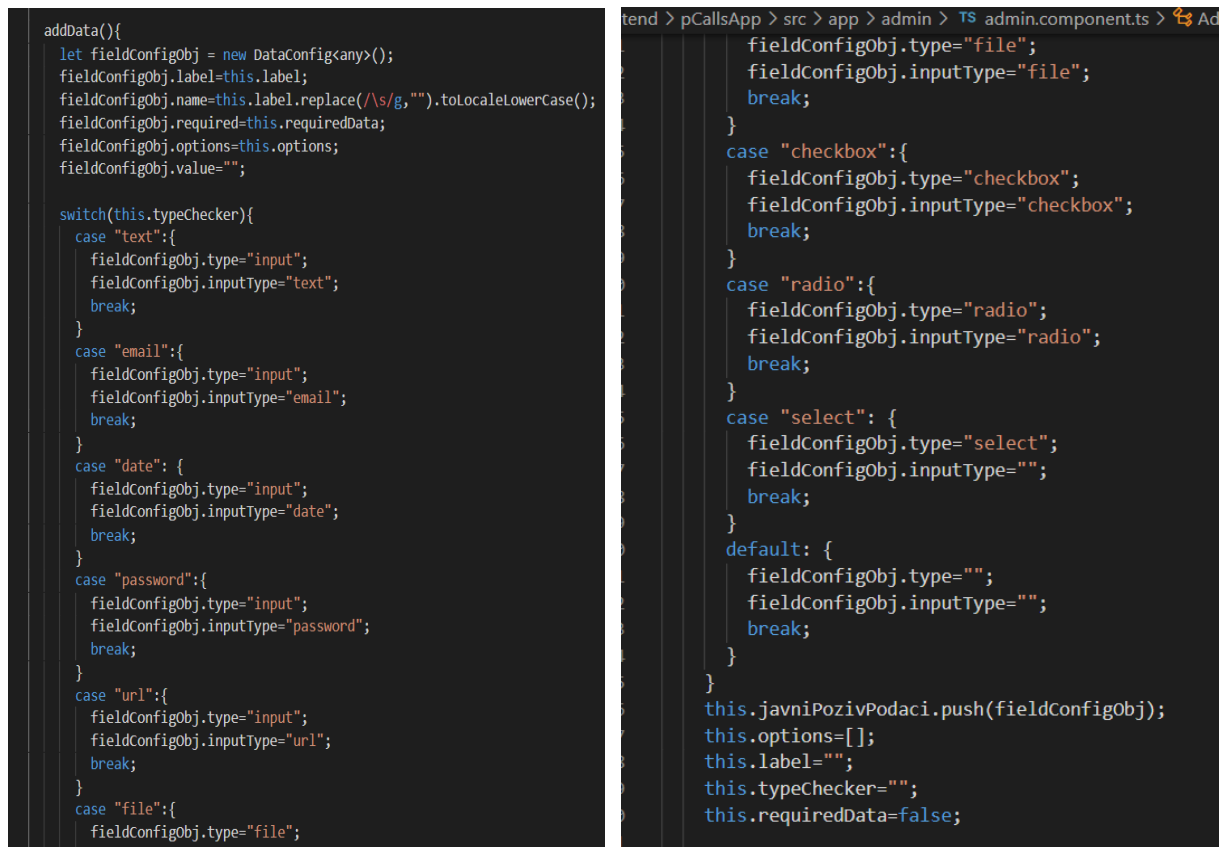 addData(){
let fieldConfigObj = new DataConfig<any>();
fieldConfigObj.label=this.label;
fieldConfigObj.name=this.label.replace(/\s/g,"").toLocaleLowerCase();
fieldConfigObj.required=this.requiredData;
fieldConfigObj.options=this.options;
fieldConfigObj.value="";
switch(this.typeChecker){
case "text":{
fieldConfigObj.type="input";
fieldConfigObj.inputType="text";
break;
}
case "email":{
fieldConfigObj.type="input";
fieldConfigObj.inputType="email";
break;
}
case "date": {
fieldConfigObj.type="input";
fieldConfigObj.inputType="date";
break;
}
case "password":{
fieldConfigObj.type="input";
fieldConfigObj.inputType="password";
break;
}
case "url":{
fieldConfigObj.type="input";
fieldConfigObj.inputType="url";
break;
}
case "file":{
fieldConfigObj.type="file";
tend > pCallsApp > src > app > admin > TS admin.component.ts > Ad
fieldConfigObj.type="file";
fieldConfigObj.inputType="file";
break;
}
case "checkbox":{
fieldConfigObj.type="checkbox";
fieldConfigObj.inputType="checkbox";
break;
}
case "radio":{
fieldConfigObj.type="radio";
fieldConfigObj.inputType="radio";
break;
}
case "select": {
fieldConfigObj.type="select";
fieldConfigObj.inputType="";
break;
}
default: {
fieldConfigObj.type="";
fieldConfigObj.inputType="";
break;
}
}
this.javniPozivPodaci.push(fieldConfigObj);
this.options=[];
this.label="";
this.typeChecker="";
this.requiredData=false;